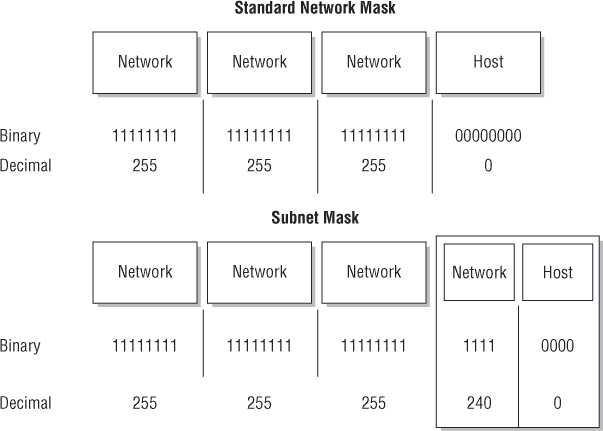 Standard Network Mask
Network Network Network Host
Binary 11111111 11111111 11111111 00000000
Decimal 255 255 255 0
Subnet Mask
Network Network Network Network Host
Binary 11111111 11111111 11111111 1111 0000
Decimal 255 255 255 240 0